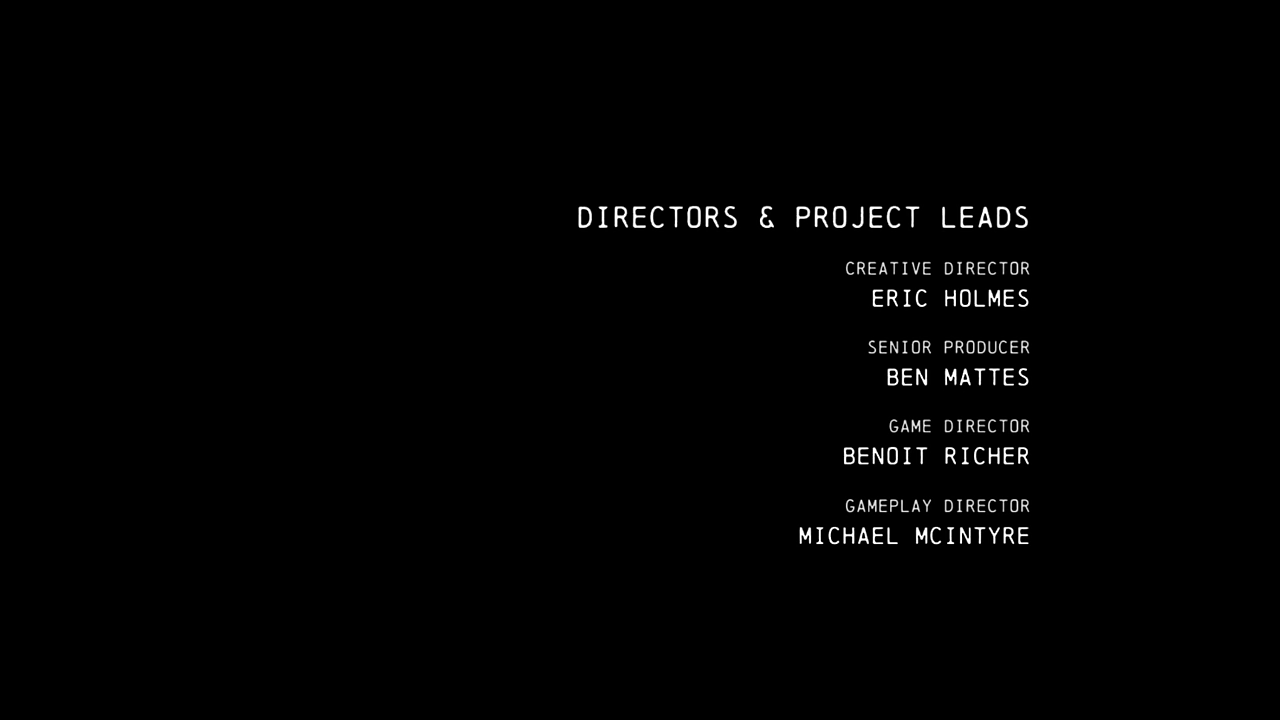 DIRECTORS & PROJECT LEADS
CREATIVE DIRECTOR
ERIC HOLMES
SENIOR PRODUCER
BEN MATTES
GAME DIRECTOR
BENOIT RICHER
GAMEPLAY DIRECTOR
MICHAEL MCINTYRE